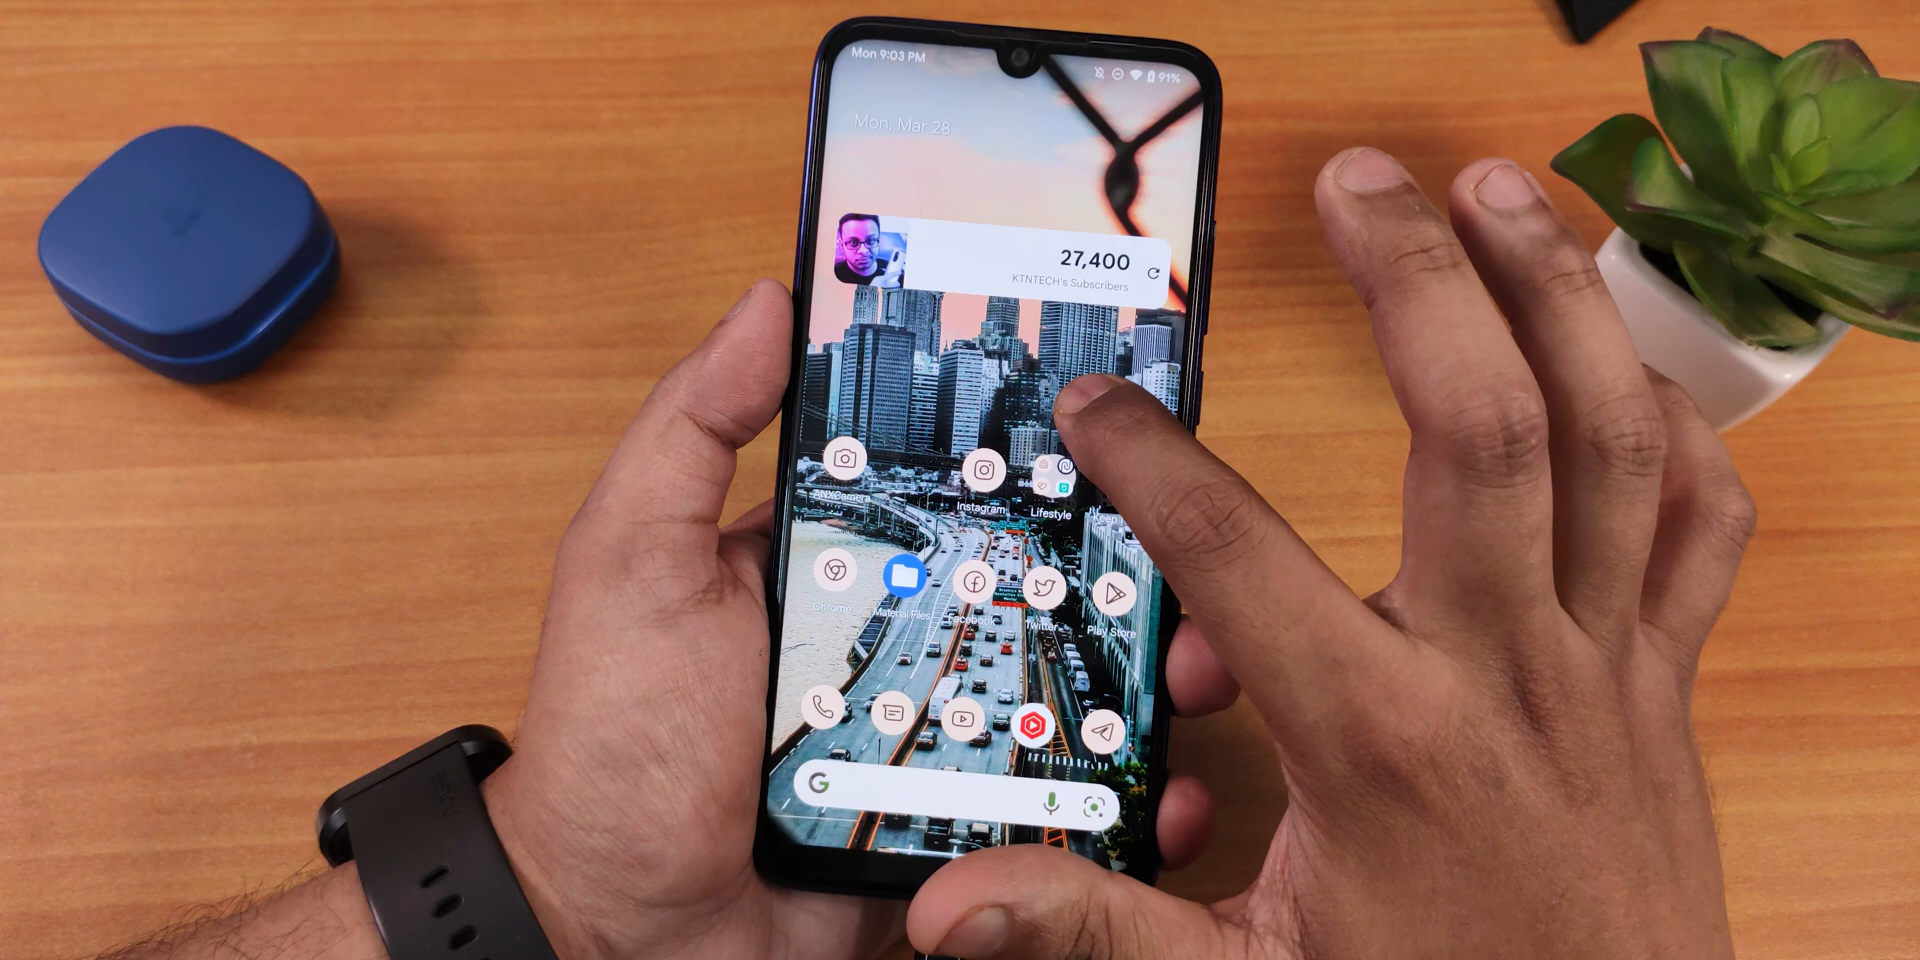 Mon 9:03 PM
91%
Mon, Mar 28
27,400
KTNTECH's Subscribers
ANXCamera
Instagram
Lifestyle
Keep
Chrome
Material Files
Facebook
Twitter
Play Store
G